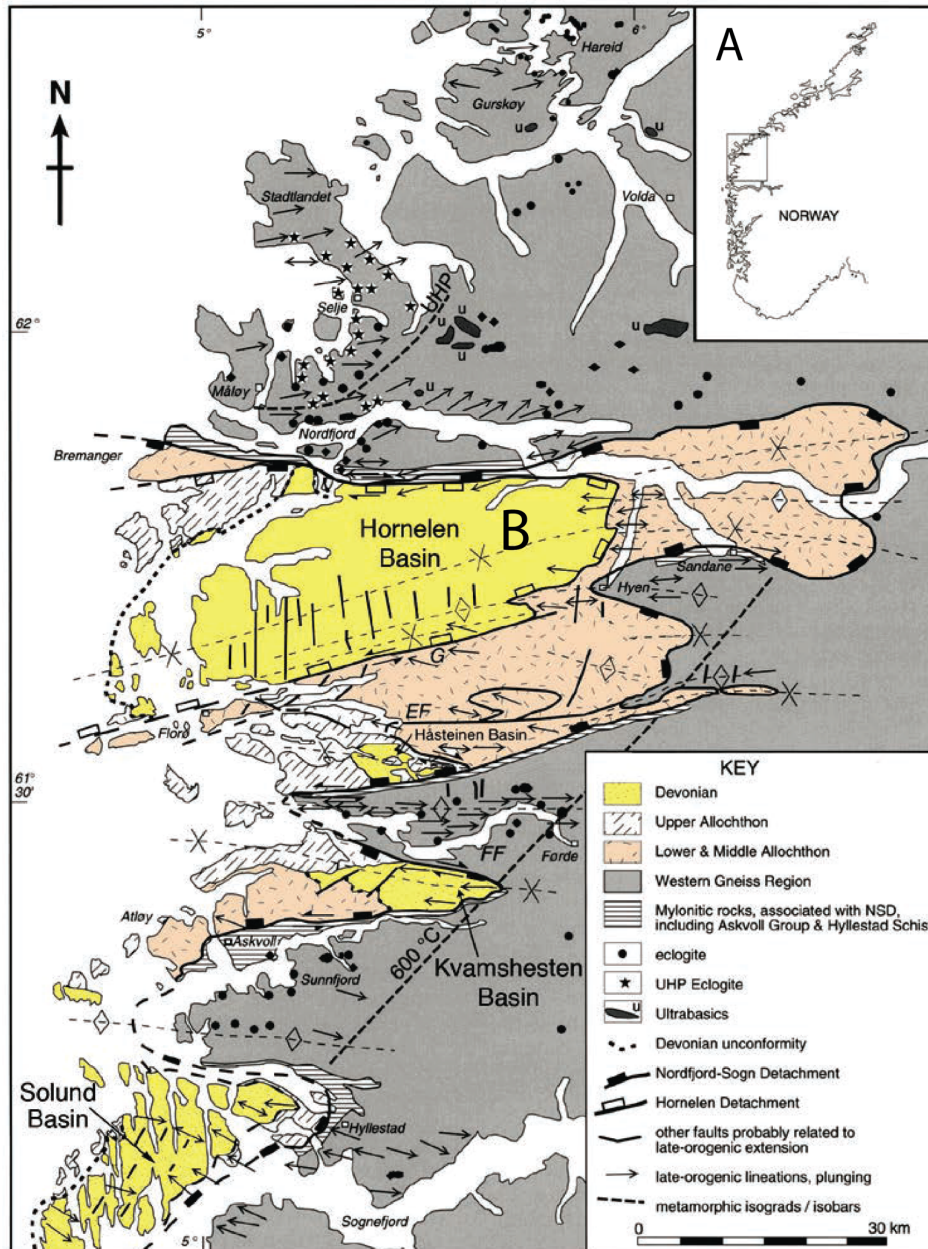 5°
6°
A
Hareid
N
Gurskøy
u
u
Stadtlandet
Volda
NORWAY
UHP
Selje
u
u
u
62°
u
Måløy
u
Nordfjord
Bremanger
Hornelen
Basin
B
Sandane
Hyen
G
EF
Florø
Håsteinen Basin
61°
30'
FF
Førde
Atløy
Askvoll
600°C
Sunnfjord
Kvamshesten
Basin
Solund
Basin
Hyllestad
Sognefjord
5°
KEY
Devonian
Upper Allochthon
Lower & Middle Allochthon
Western Gneiss Region
Mylonitic rocks, associated with NSD,
including Askvoll Group & Hyllestad Schis
eclogite
UHP Eclogite
u
Ultrabasics
Devonian unconformity
Nordfjord-Sogn Detachment
Hornelen Detachment
other faults probably related to
late-orogenic extension
late-orogenic lineations, plunging
metamorphic isograds / isobars
0
30 km